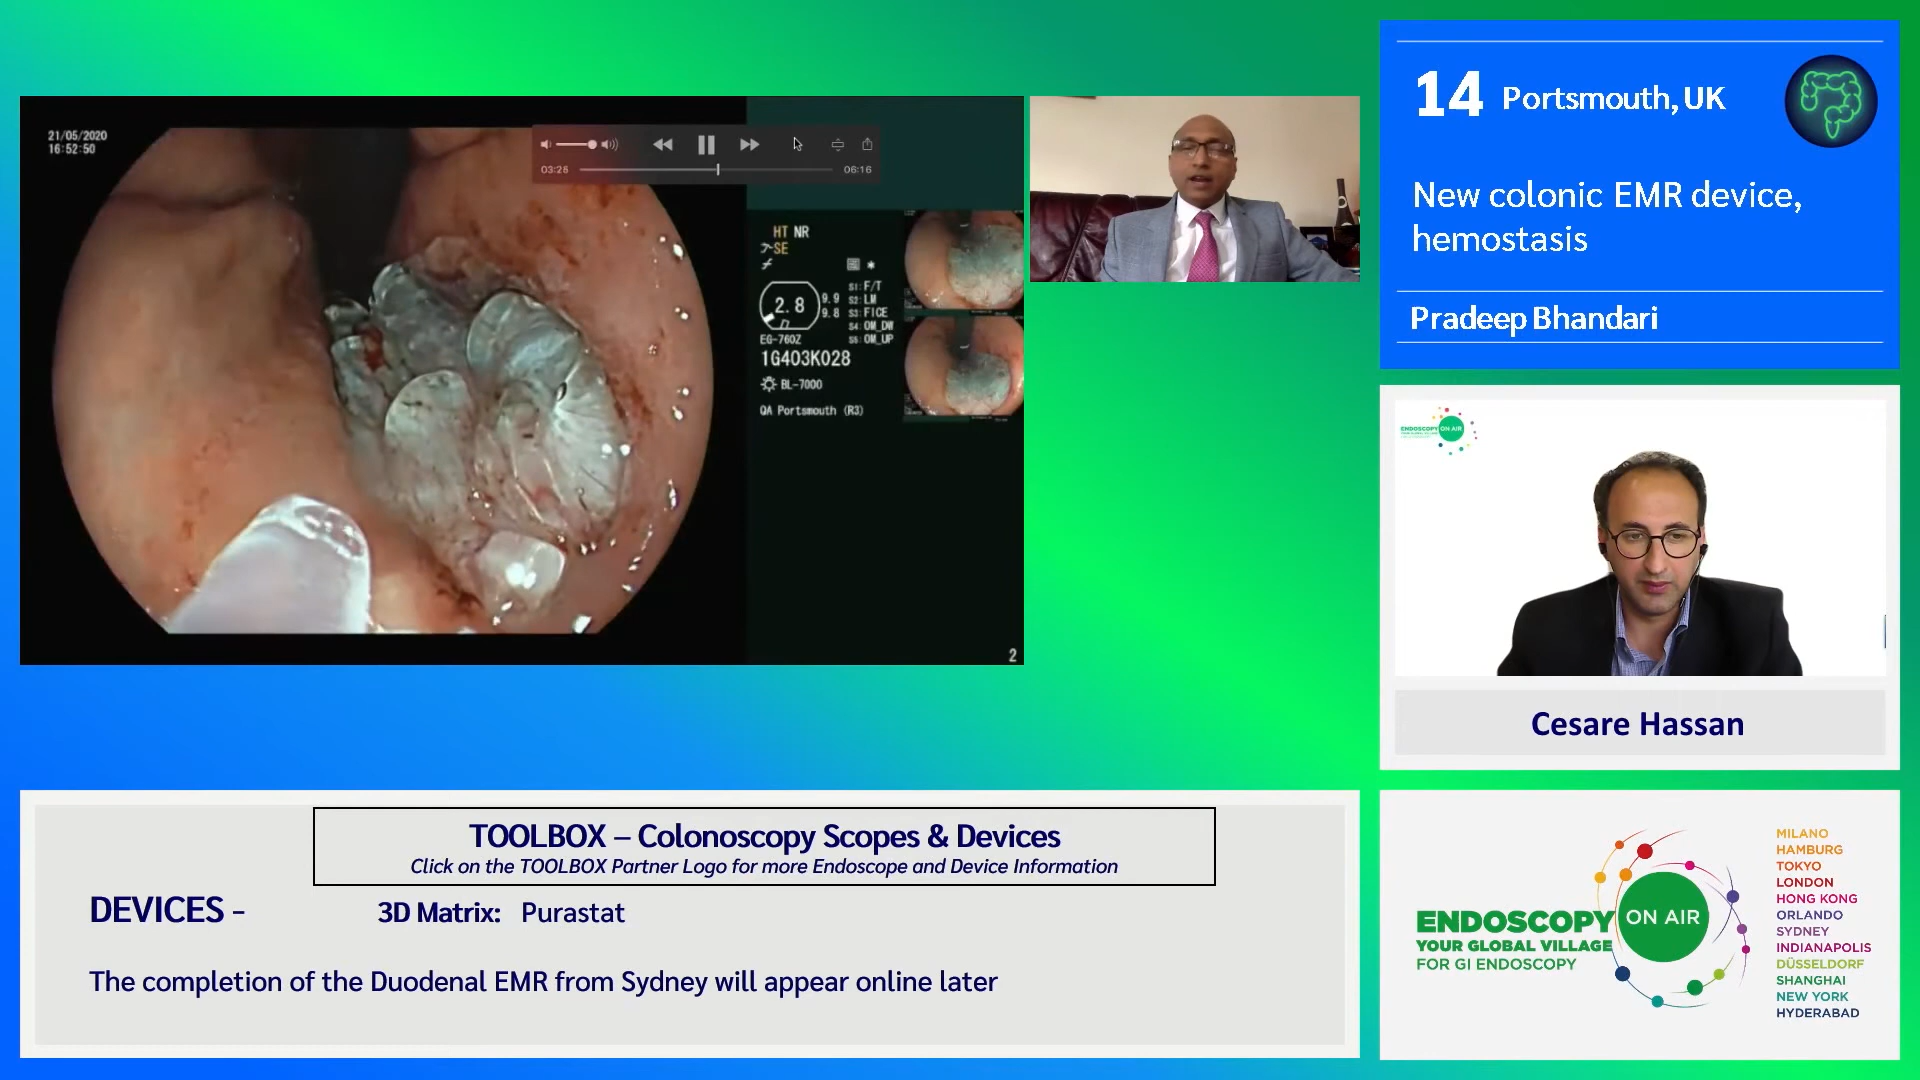 21/05/2020
16:52:50
03:26
06:16
HT NR
SE
2.8
9.9
9.8
S1: F/T
S2: LM
S3: FICE
S4: OM_DW
S5: OM_UP
EG-760Z
1G403K028
BL-7000
QA Portsmouth (R3)
2
14 Portsmouth, UK
New colonic EMR device,
hemostasis
Pradeep Bhandari
ENDOSCOPY ON AIR
Cesare Hassan
TOOLBOX – Colonoscopy Scopes & Devices
Click on the TOOLBOX Partner Logo for more Endoscope and Device Information
DEVICES - 3D Matrix: Purastat
The completion of the Duodenal EMR from Sydney will appear online later
ENDOSCOPY ON AIR
YOUR GLOBAL VILLAGE
FOR GI ENDOSCOPY
MILANO
HAMBURG
TOKYO
LONDON
HONG KONG
ORLANDO
SYDNEY
INDIANAPOLIS
DÜSSELDORF
SHANGHAI
NEW YORK
HYDERABAD